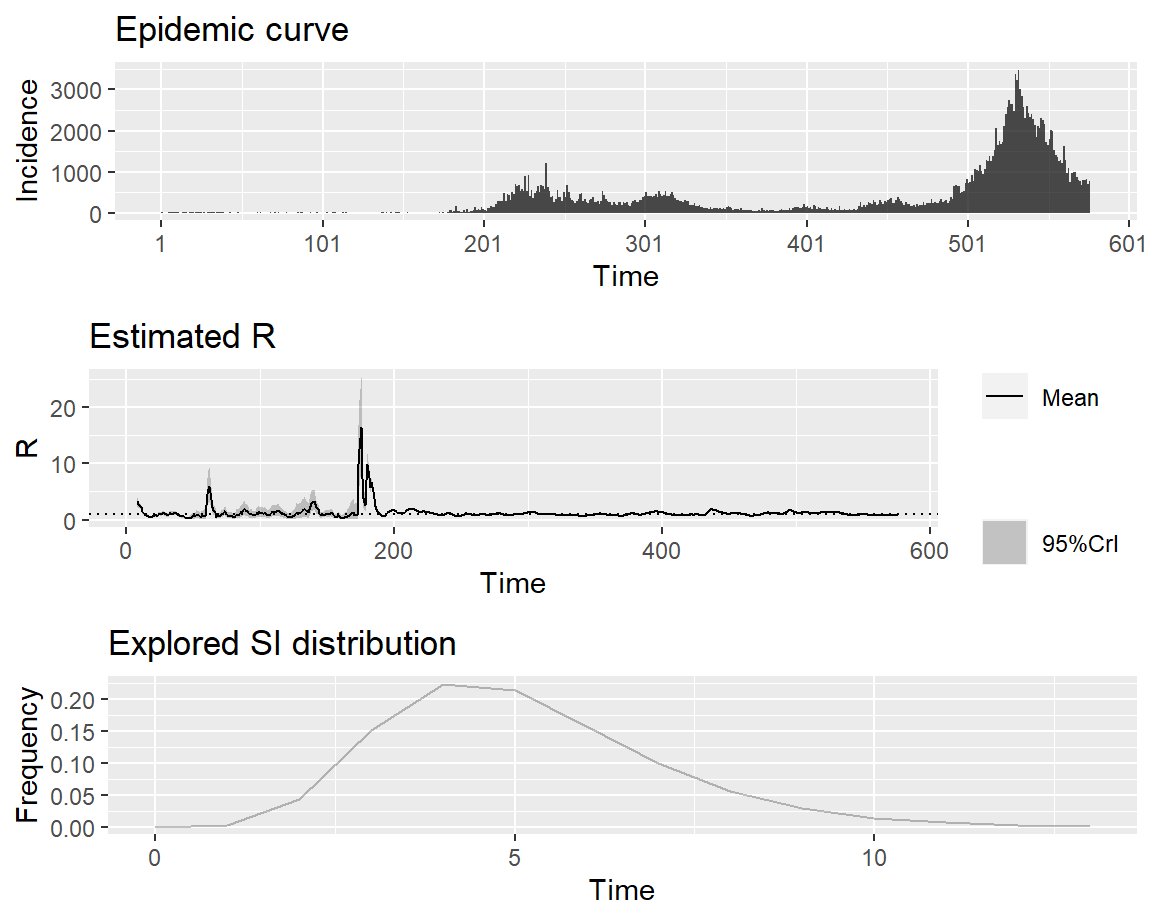 Epidemic curve
Incidence
3000
2000
1000
0
1 101 201 301 401 501 601
Time
Estimated R
R
20
10
0
0 200 400 600
Time
Mean
95%CrI
Explored SI distribution
Frequency
0.20
0.15
0.10
0.05
0.00
0 5 10
Time